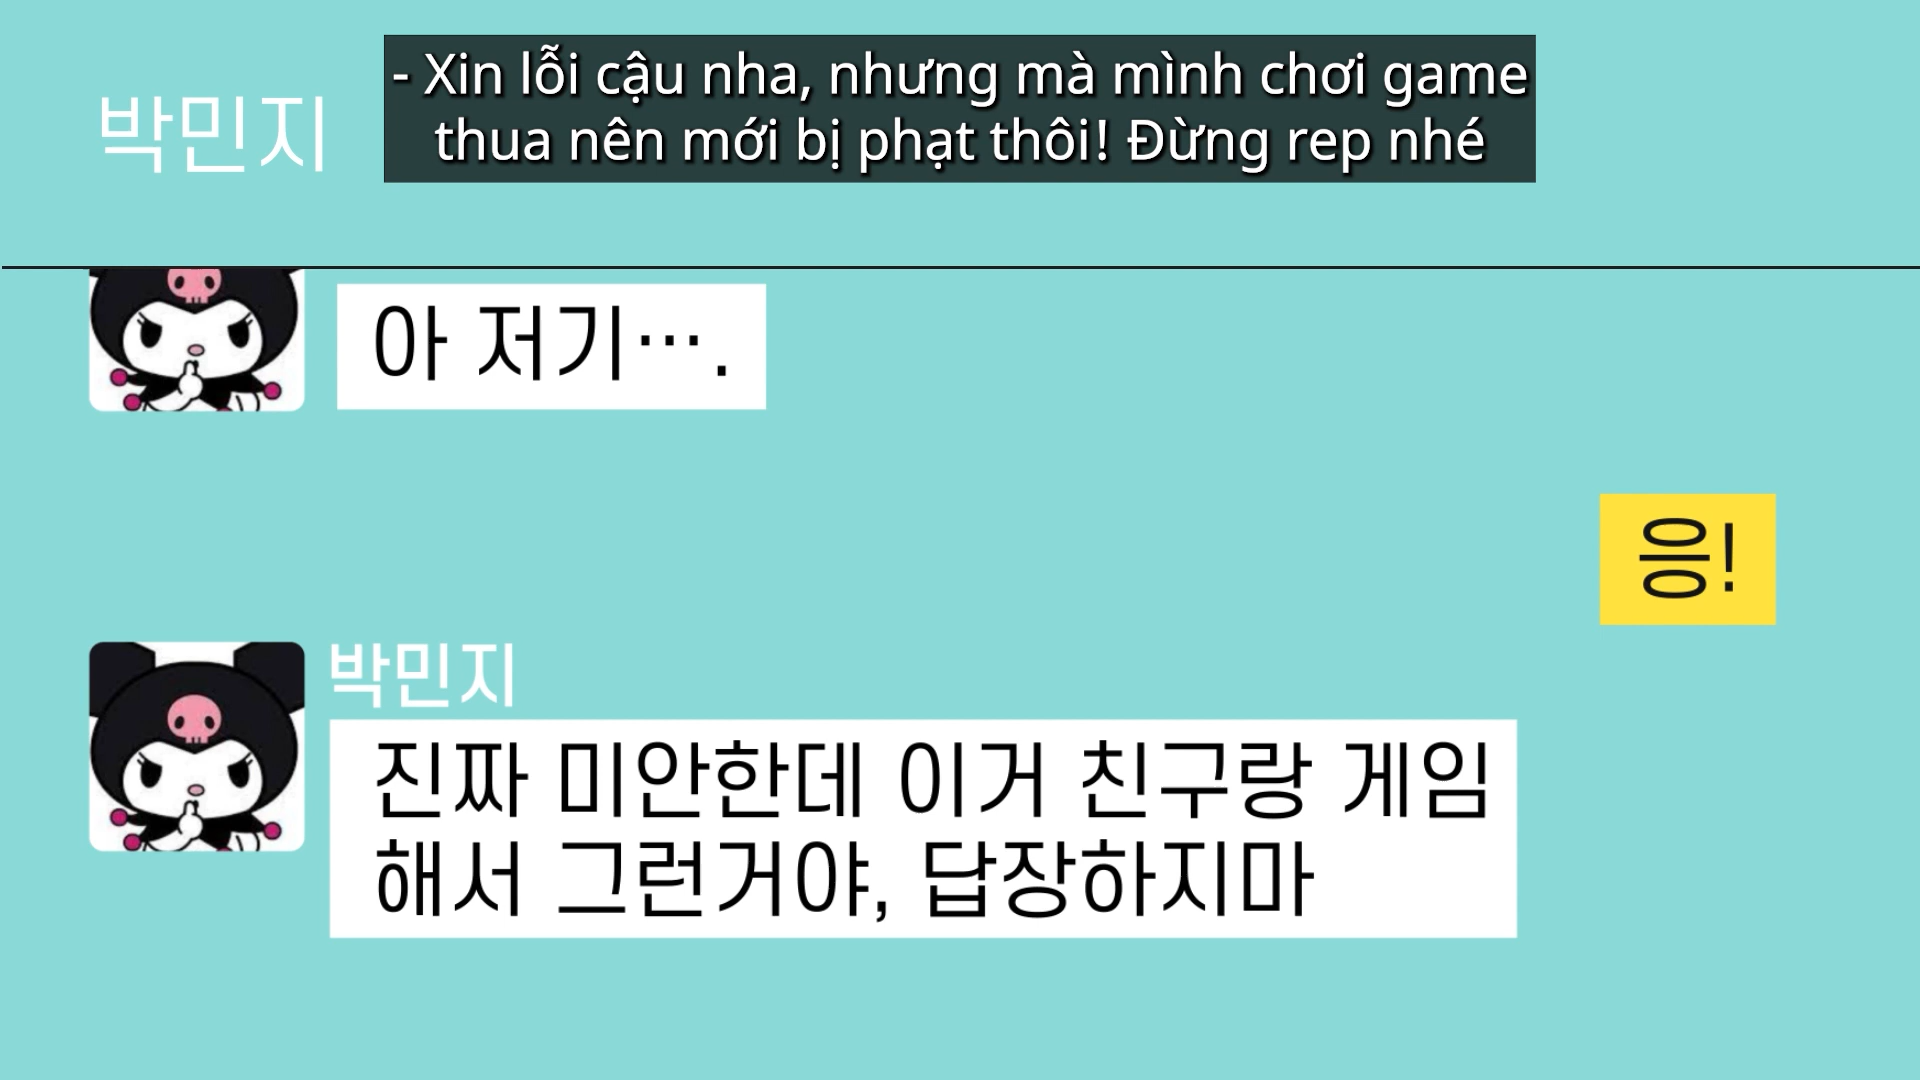 박민지
- Xin lỗi cậu nha, nhưng mà mình chơi game
thua nên mới bị phạt thôi! Đừng rep nhé
아 저기….
응!
박민지
진짜 미안한데 이거 친구랑 게임
해서 그런거야, 답장하지마